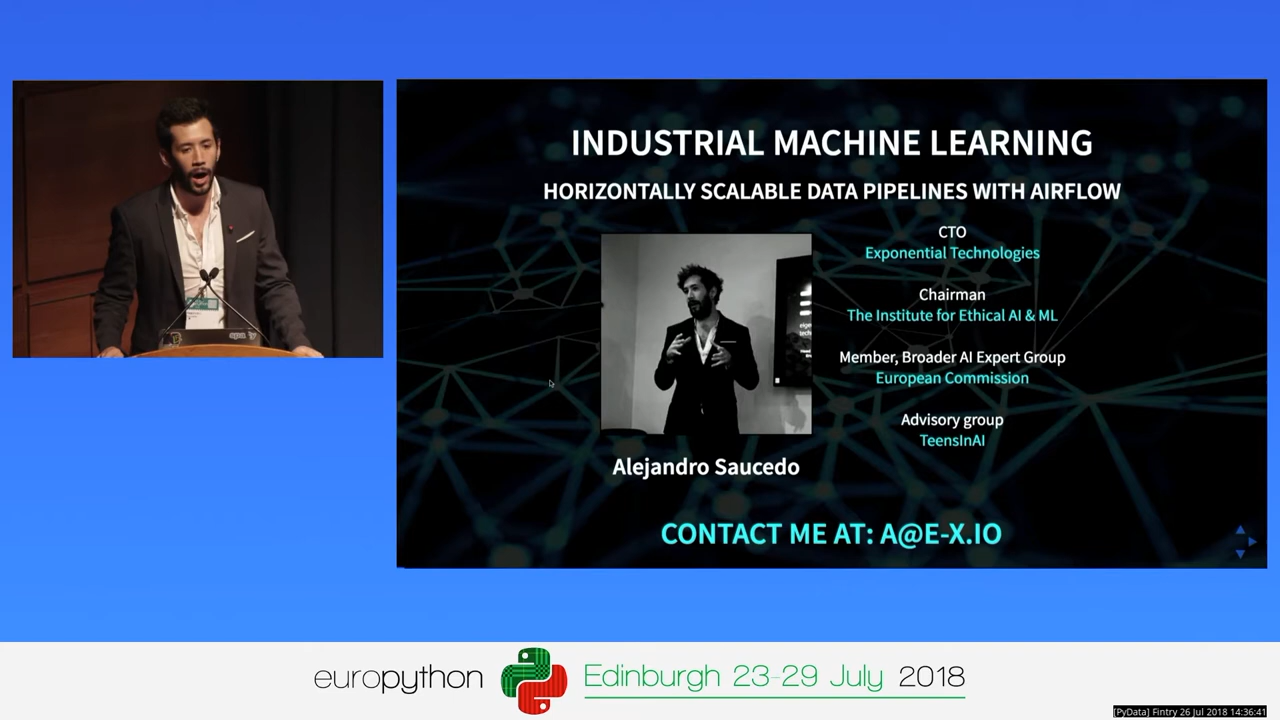 INDUSTRIAL MACHINE LEARNING
HORIZONTALLY SCALABLE DATA PIPELINES WITH AIRFLOW
CTO
Exponential Technologies
Chairman
The Institute for Ethical AI & ML
Member, Broader AI Expert Group
European Commission
Advisory group
TeensInAI
Alejandro Saucedo
CONTACT ME AT: A@E-X.IO
europython
Edinburgh 23-29 July 2018
[PyData] Fintry 26 Jul 2018 14:36:41